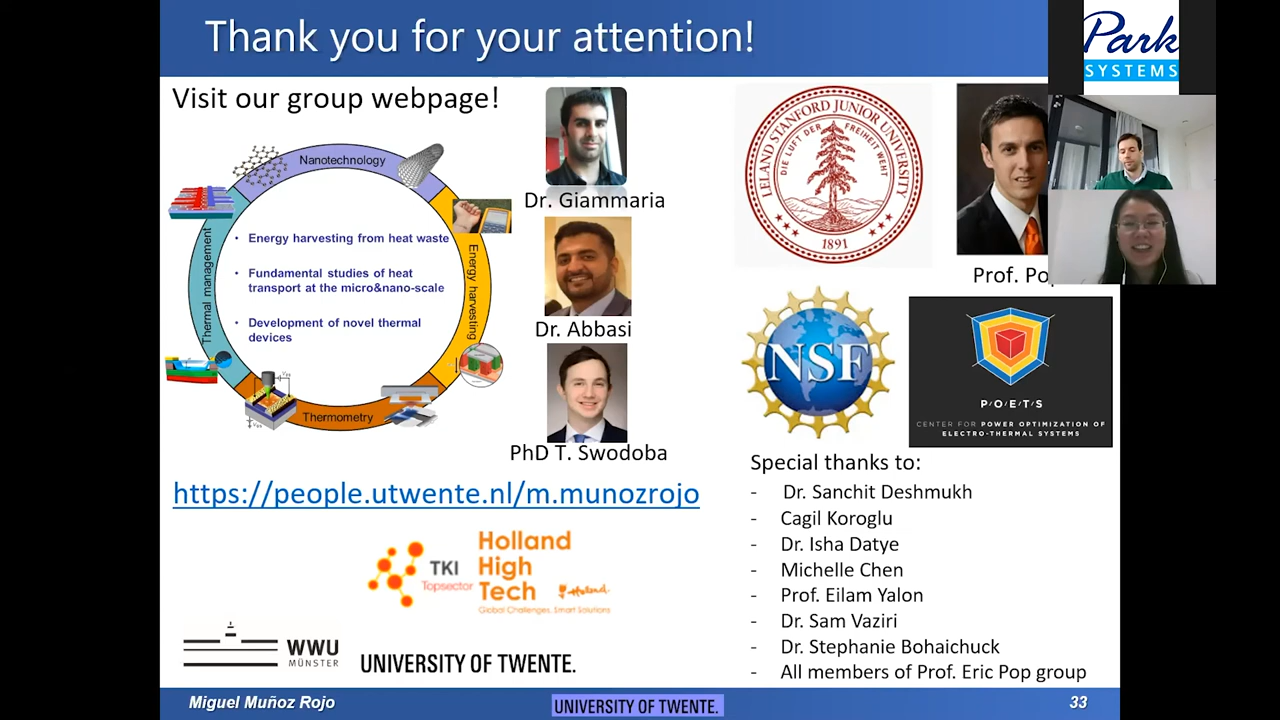 Thank you for your attention!
Park
SYSTEMS
Visit our group webpage!
Nanotechnology
Energy harvesting
Thermometry
Thermal management
• Energy harvesting from heat waste
• Fundamental studies of heat
transport at the micro&nano-scale
• Development of novel thermal
devices
Dr. Giammaria
Dr. Abbasi
PhD T. Swodoba
https://people.utwente.nl/m.munozrojo
TKI
Topsector
Holland
High
Tech
Holland.
Global Challenges, Smart Solutions
WWU
MÜNSTER
UNIVERSITY OF TWENTE.
LELAND STANFORD JUNIOR UNIVERSITY
DIE LUFT DER FREIHEIT WEHT
1891
Prof. Pop
NSF
P/O/E/T/S
CENTER FOR POWER OPTIMIZATION OF
ELECTRO-THERMAL SYSTEMS
Special thanks to:
- Dr. Sanchit Deshmukh
- Cagil Koroglu
- Dr. Isha Datye
- Michelle Chen
- Prof. Eilam Yalon
- Dr. Sam Vaziri
- Dr. Stephanie Bohaichuck
- All members of Prof. Eric Pop group
Miguel Muñoz Rojo
UNIVERSITY OF TWENTE.
33